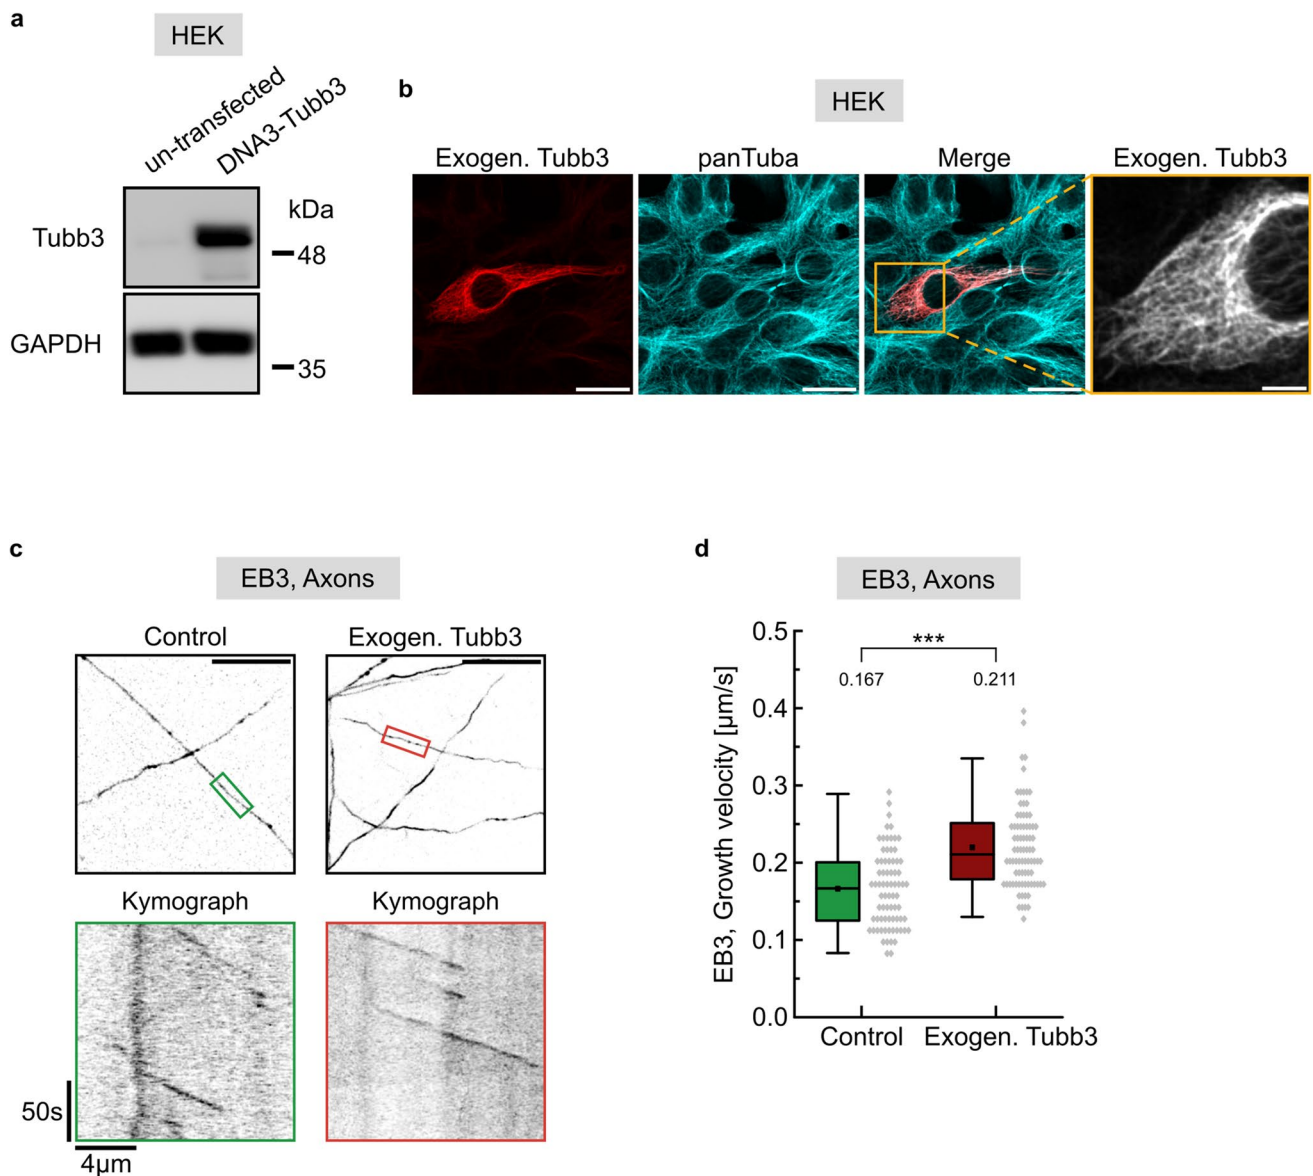 a
HEK
un-transfected
DNA3-Tubb3
kDa
Tubb3
48
GAPDH
35
b
HEK
Exogen. Tubb3
panTuba
Merge
Exogen. Tubb3
c
EB3, Axons
Control
Exogen. Tubb3
Kymograph
Kymograph
50s
4µm
d
EB3, Axons
EB3, Growth velocity [µm/s]
0.5
0.4
0.3
0.2
0.1
0.0
***
0.167
0.211
Control
Exogen. Tubb3